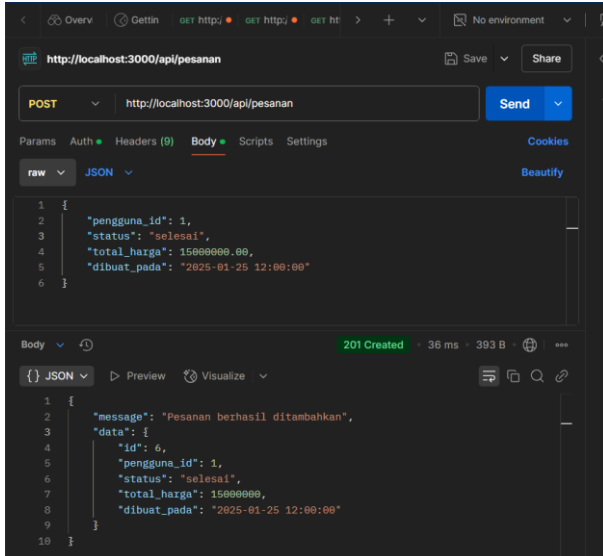 Overv Gettin GET http:/ GET http:/ GET ht No environment
HTTP http://localhost:3000/api/pesanan Save Share
POST http://localhost:3000/api/pesanan Send
Params Auth Headers (9) Body Scripts Settings Cookies
raw JSON Beautify
1 {
2 "pengguna_id": 1,
3 "status": "selesai",
4 "total_harga": 15000000.00,
5 "dibuat_pada": "2025-01-25 12:00:00"
6 }
Body 201 Created 36 ms 393 B
{} JSON Preview Visualize
1 {
2 "message": "Pesanan berhasil ditambahkan",
3 "data": {
4 "id": 6,
5 "pengguna_id": 1,
6 "status": "selesai",
7 "total_harga": 15000000,
8 "dibuat_pada": "2025-01-25 12:00:00"
9 }
10 }